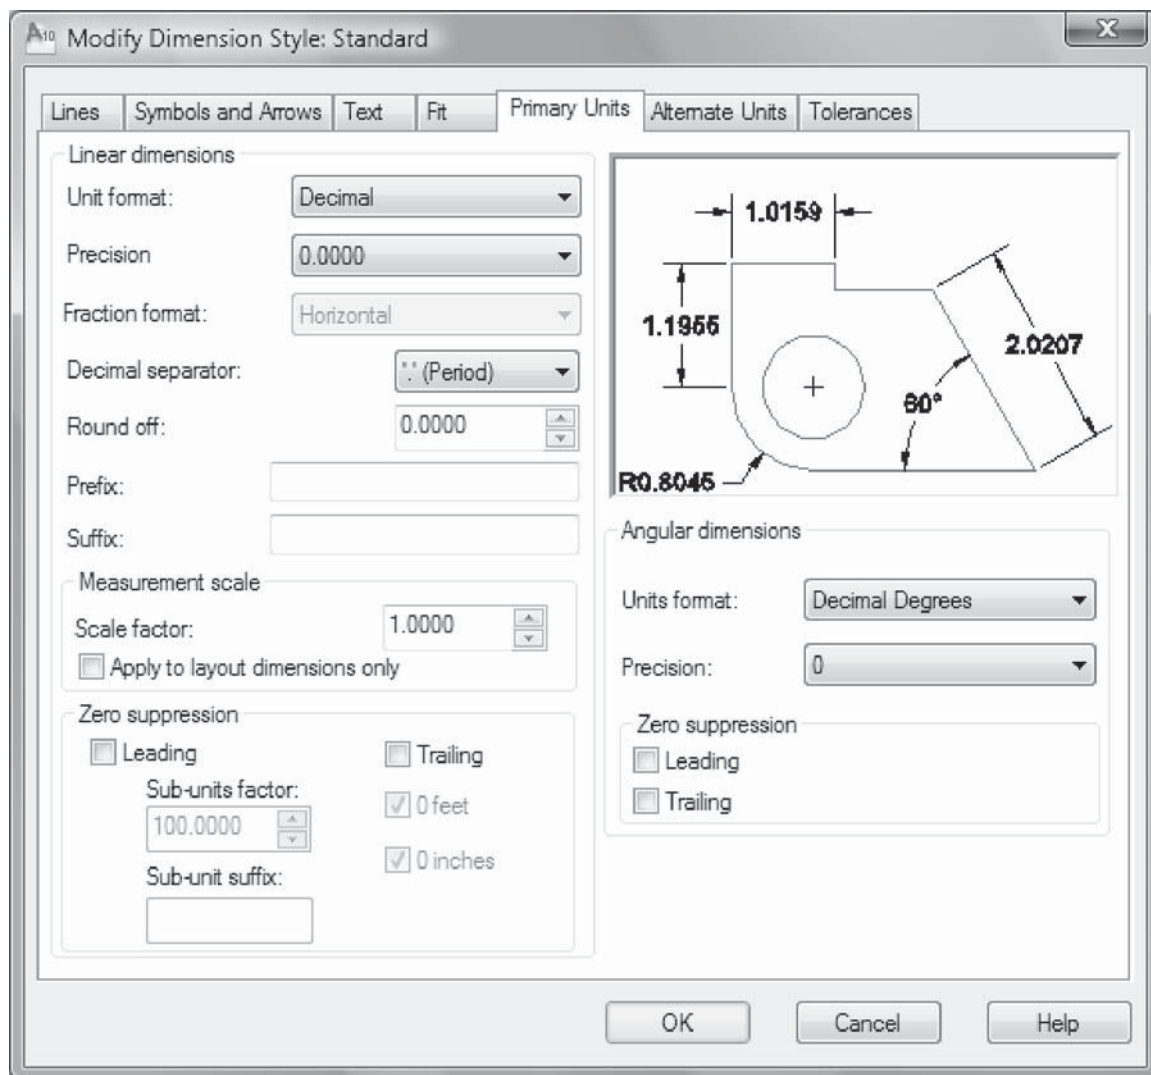 A10 Modify Dimension Style: Standard
X
Lines Symbols and Arrows Text Fit Primary Units Alternate Units Tolerances
Linear dimensions
Unit format: Decimal
Precision 0.0000
Fraction format: Horizontal
Decimal separator: '.' (Period)
Round off: 0.0000
Prefix:
Suffix:
Measurement scale
Scale factor: 1.0000
Apply to layout dimensions only
Zero suppression
Leading Trailing
Sub-units factor: 0 feet
100.0000
0 inches
Sub-unit suffix:
1.0159
1.1955
2.0207
60°
R0.8045
Angular dimensions
Units format: Decimal Degrees
Precision: 0
Zero suppression
Leading
Trailing
OK Cancel Help